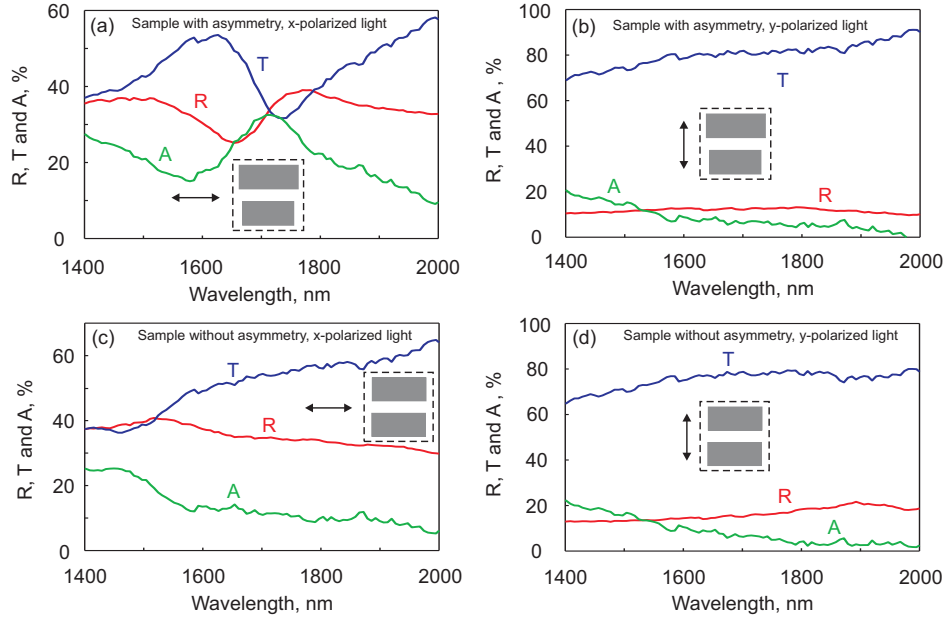 (a) Sample with asymmetry, x-polarized light
R, T and A, %
60
40
20
0
T
R
A
1400 1600 1800 2000
Wavelength, nm
(b) Sample with asymmetry, y-polarized light
R, T and A, %
100
80
60
40
20
0
T
A
R
1400 1600 1800 2000
Wavelength, nm
(c) Sample without asymmetry, x-polarized light
R, T and A, %
60
40
20
0
T
R
A
1400 1600 1800 2000
Wavelength, nm
(d) Sample without asymmetry, y-polarized light
R, T and A, %
100
80
60
40
20
0
T
R
A
1400 1600 1800 2000
Wavelength, nm